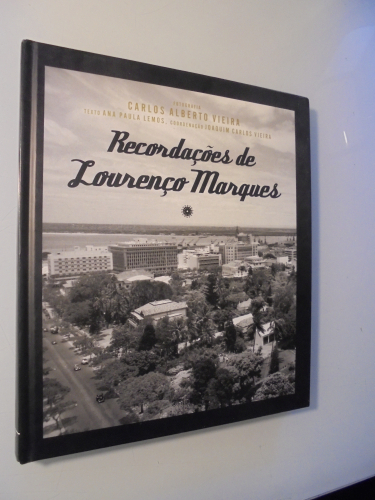 FOTOGRAFIA
CARLOS ALBERTO VIEIRA
TEXTO ANA PAULA LEMOS, COORDENAÇÃO JOAQUIM CARLOS VIEIRA
Recordações de
Lourenço Marques